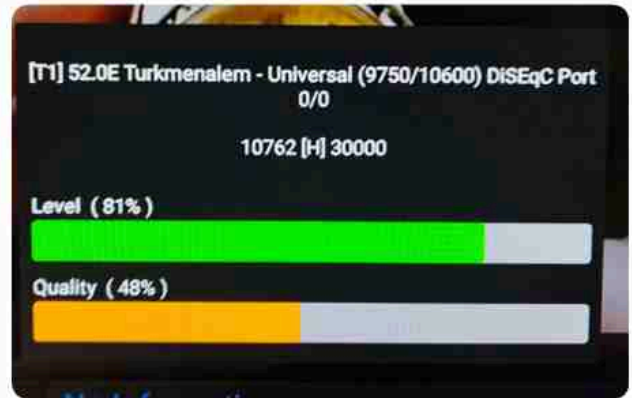 [T1] 52.0E Turkmenalem - Universal (9750/10600) DiSEqC Port
0/0
10762 [H] 30000
Level ( 81% )
Quality ( 48% )